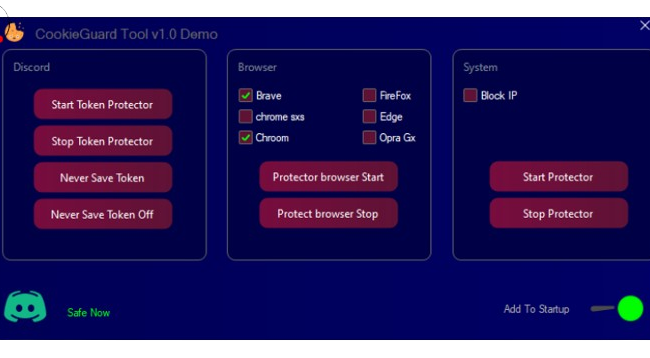 CookieGuard Tool v1.0 Demo
Discord
Start Token Protector
Stop Token Protector
Never Save Token
Never Save Token Off
Browser
Brave
FireFox
chrome sxs
Edge
Chroom
Opra Gx
Protector browser Start
Protect browser Stop
System
Block IP
Start Protector
Stop Protector
Safe Now
Add To Startup